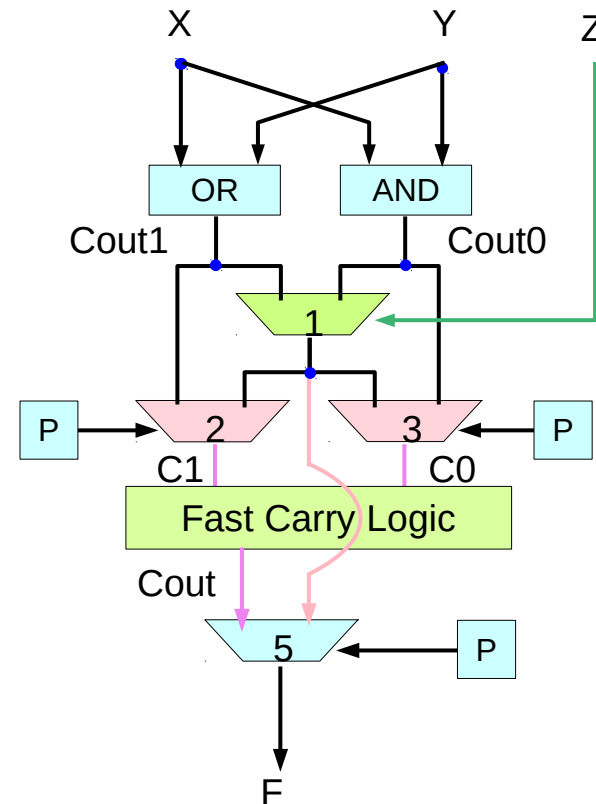 X Y Z
OR AND
Cout1 Cout0
1
P 2 3 P
C1 C0
Fast Carry Logic
Cout
5 P
F